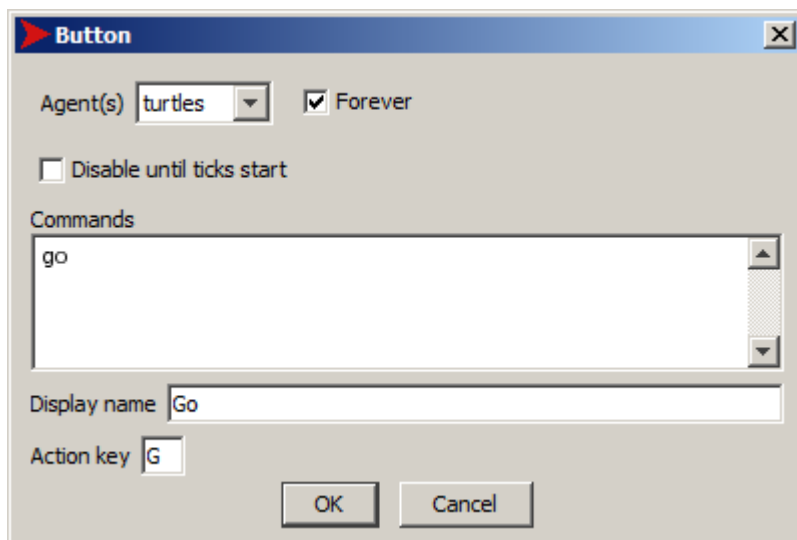 Button
Agent(s) turtles Forever
Disable until ticks start
Commands
go
Display name Go
Action key G
OK Cancel